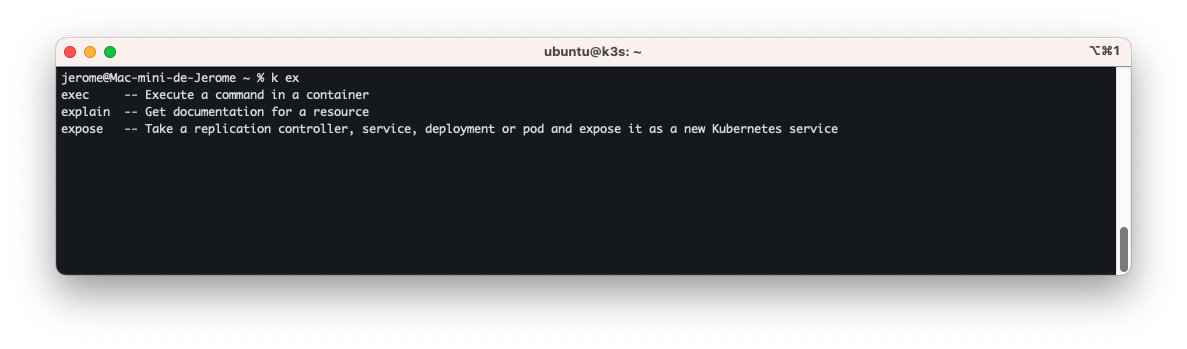 ubuntu@k3s: ~
⌥⌘1
jerome@Mac-mini-de-Jerome ~ % k ex
exec     -- Execute a command in a container
explain  -- Get documentation for a resource
expose   -- Take a replication controller, service, deployment or pod and expose it as a new Kubernetes service